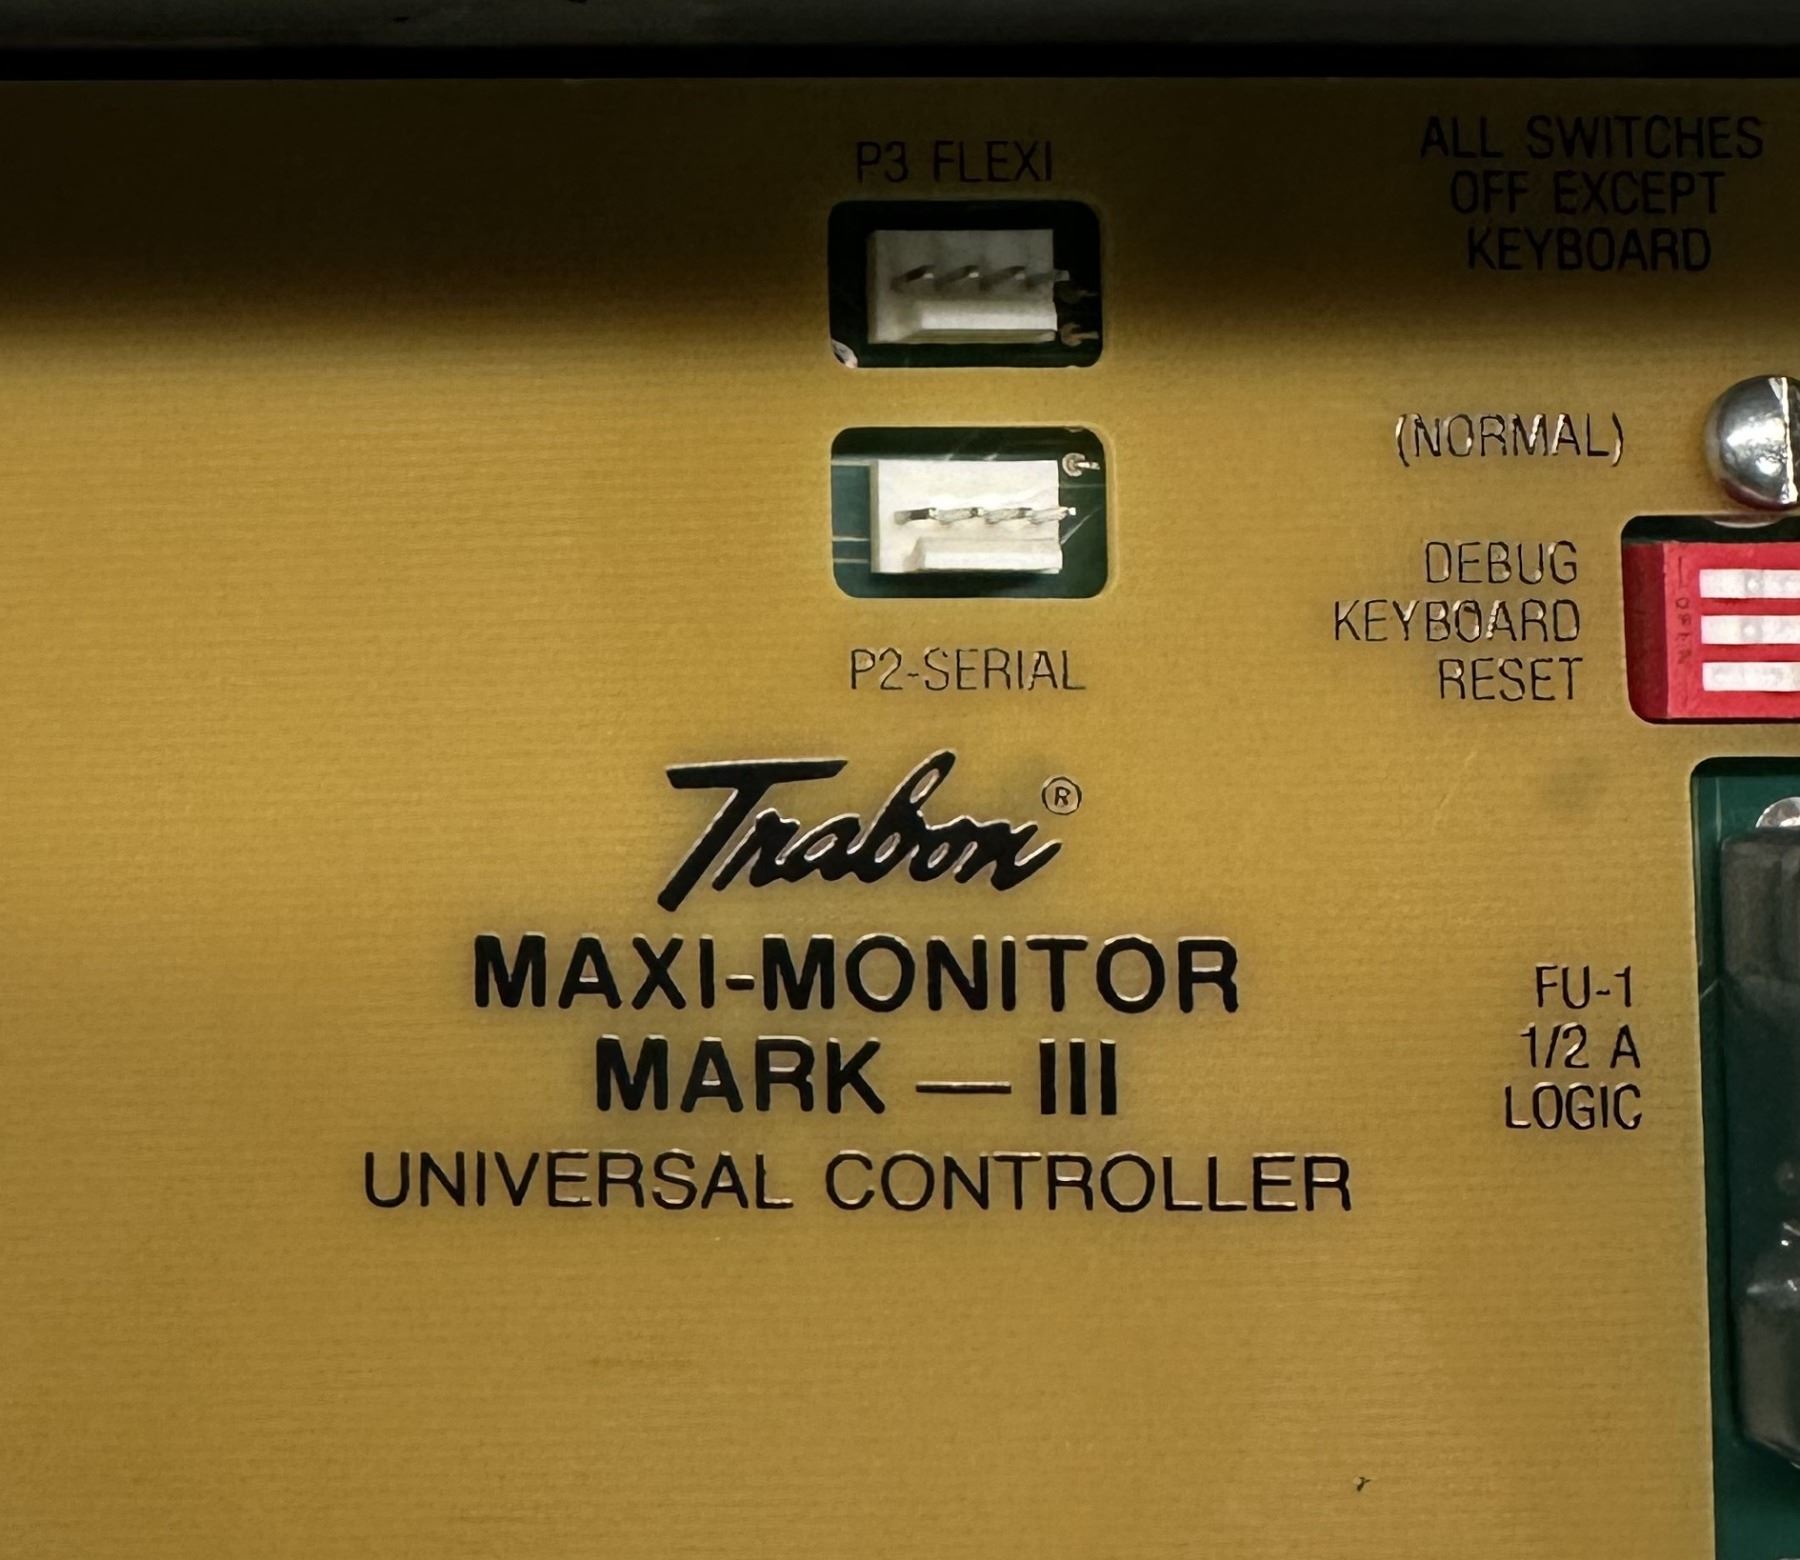 P3 FLEXI
ALL SWITCHES
OFF EXCEPT
KEYBOARD
(NORMAL)
DEBUG
KEYBOARD
RESET
OPEN
P2-SERIAL
Trabon®
MAXI-MONITOR
MARK — III
UNIVERSAL CONTROLLER
FU-1
1/2 A
LOGIC